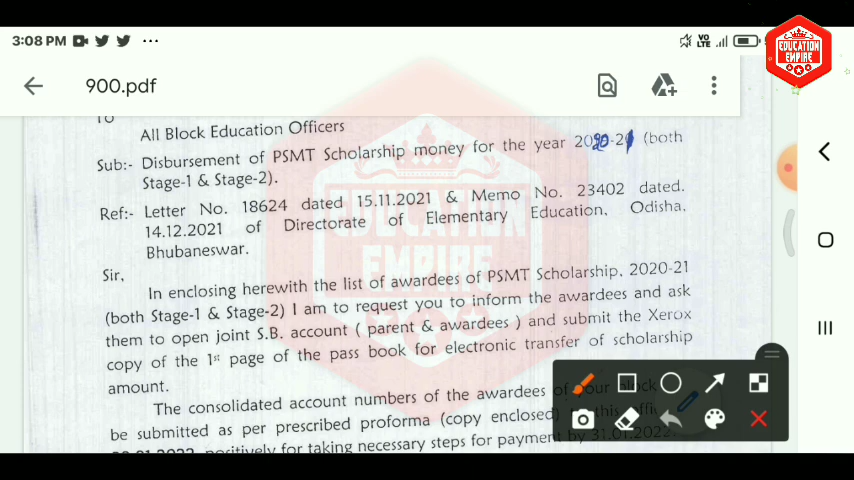 3:08 PM
VO
LTE
EDUCATION
EMPIRE
900.pdf
To
All Block Education Officers
Sub:- Disbursement of PSMT Scholarship money for the year 2020-21 (both
Stage-1 & Stage-2).
Ref:- Letter No. 18624 dated 15.11.2021 & Memo No. 23402 dated.
14.12.2021 of Directorate of Elementary Education, Odisha,
Bhubaneswar.
Sir,
In enclosing herewith the list of awardees of PSMT Scholarship, 2020-21
(both Stage-1 & Stage-2) I am to request you to inform the awardees and ask
them to open joint S.B. account ( parent & awardees ) and submit the Xerox
copy of the 1st page of the pass book for electronic transfer of scholarship
amount.
The consolidated account numbers of the awardees of your block
be submitted as per prescribed proforma (copy enclosed) this
positively for taking necessary steps for payment by 31.01.2022
EDUCATION
EMPIRE